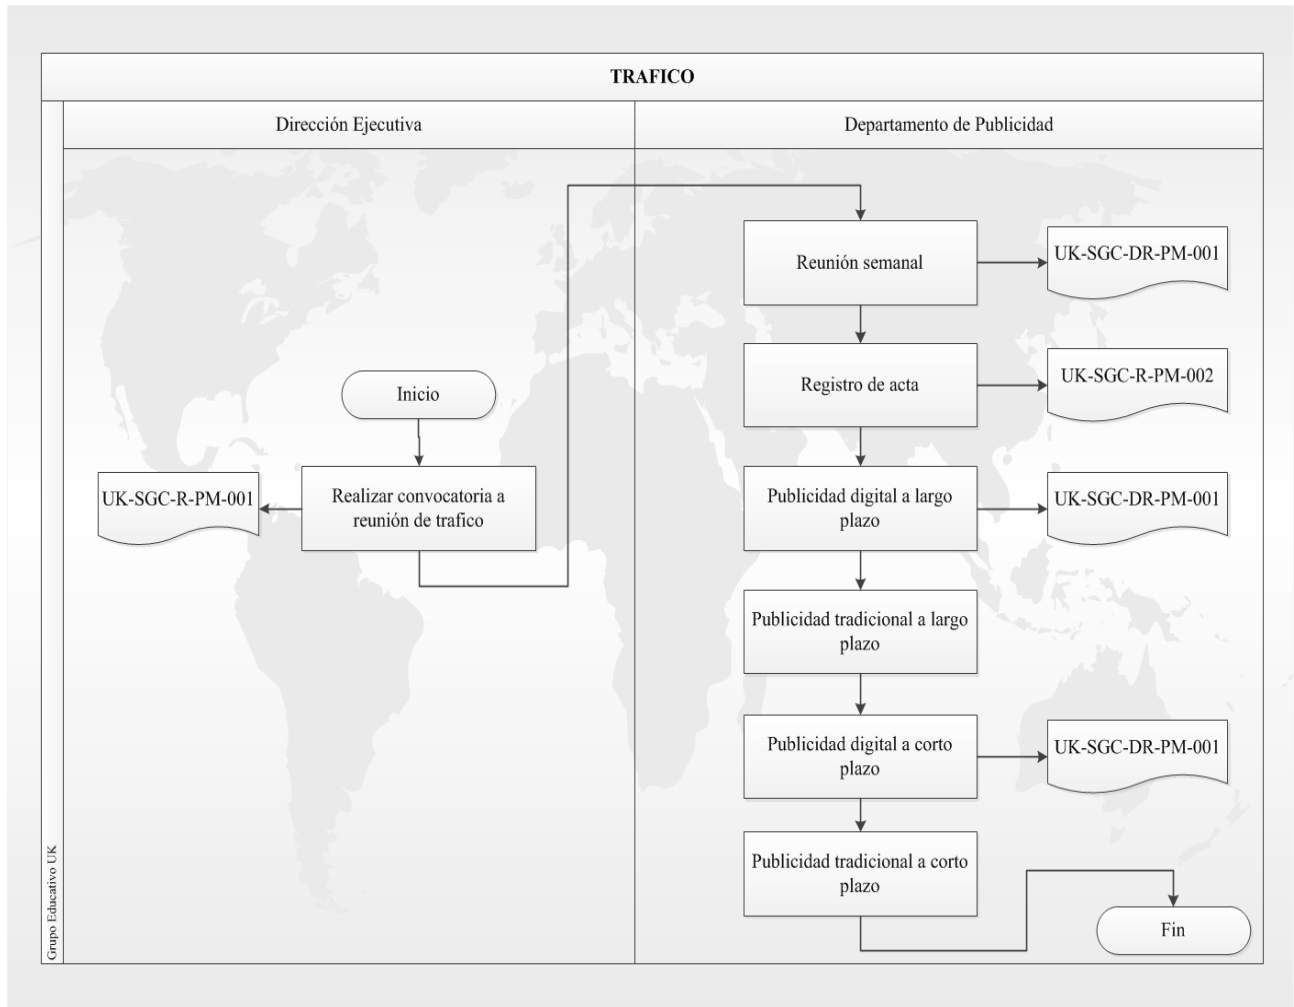 TRAFICO
Dirección Ejecutiva
Departamento de Publicidad
Inicio
Realizar convocatoria a
reunión de trafico
UK-SGC-R-PM-001
Reunión semanal
UK-SGC-DR-PM-001
Registro de acta
UK-SGC-R-PM-002
Publicidad digital a largo
plazo
UK-SGC-DR-PM-001
Publicidad tradicional a largo
plazo
Publicidad digital a corto
plazo
UK-SGC-DR-PM-001
Publicidad tradicional a corto
plazo
Fin
Grupo Educativo UK